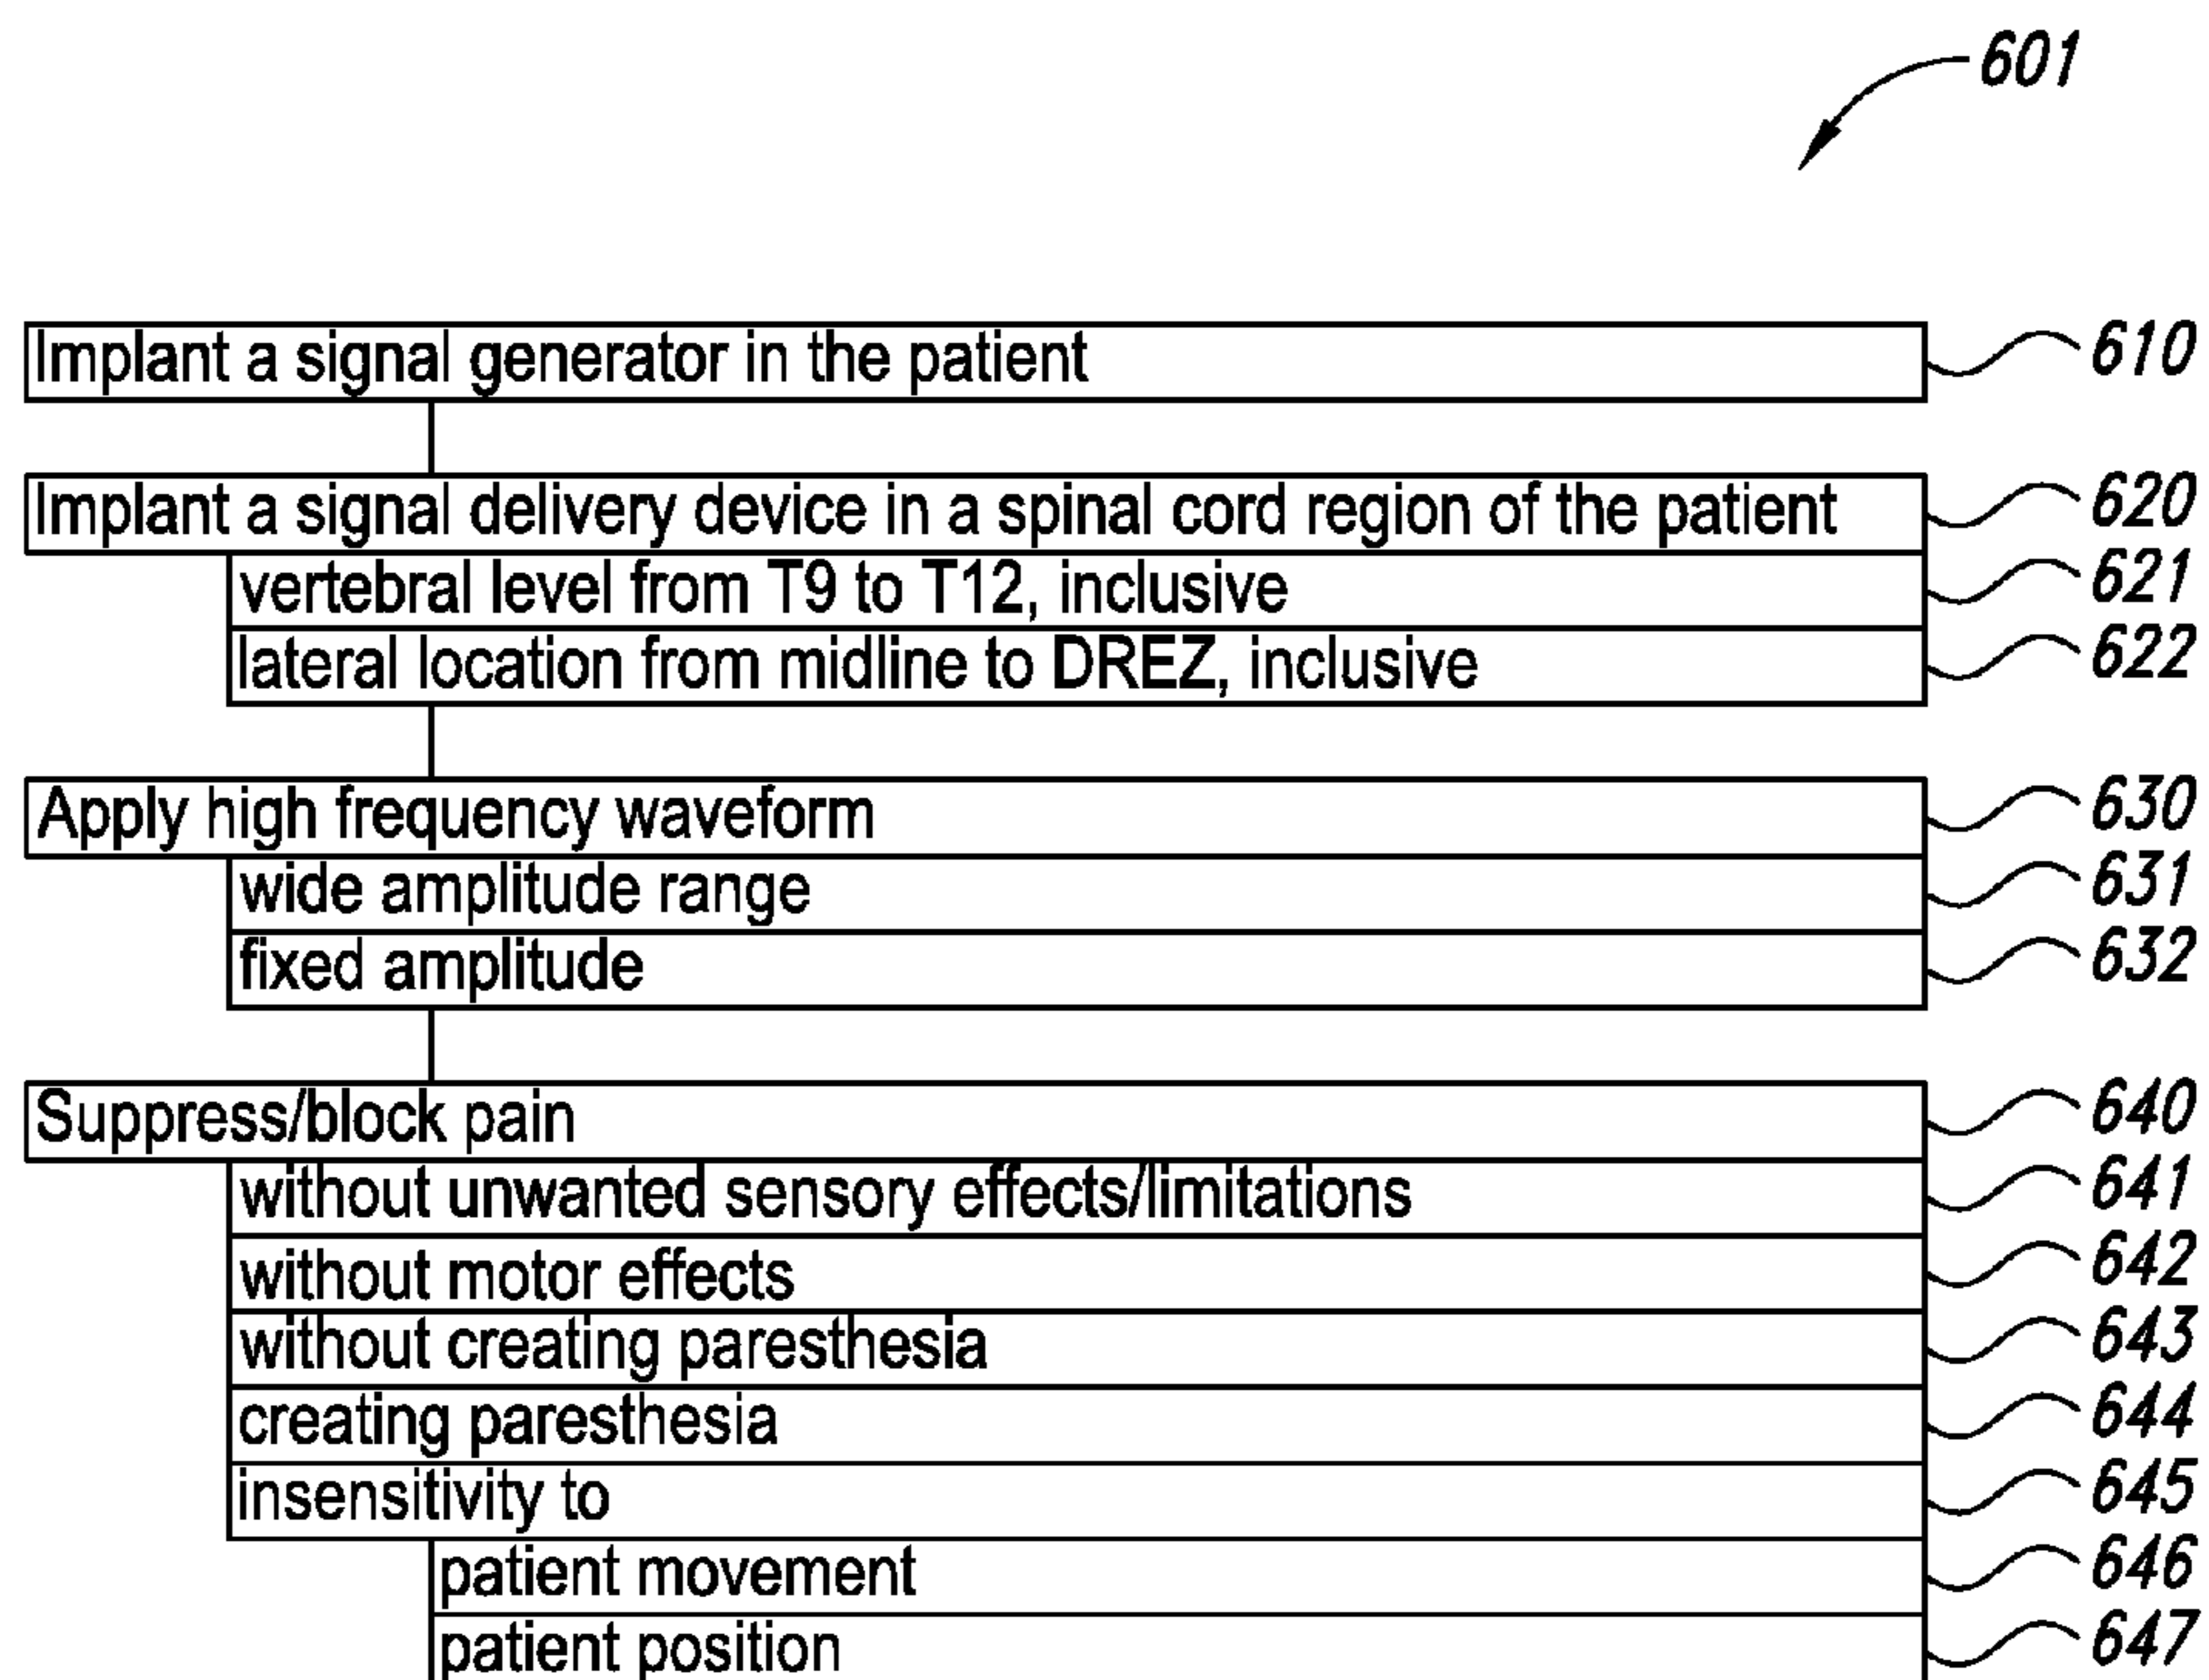 601
Implant a signal generator in the patient 610
Implant a signal delivery device in a spinal cord region of the patient 620
vertebral level from T9 to T12, inclusive 621
lateral location from midline to DREZ, inclusive 622
Apply high frequency waveform 630
wide amplitude range 631
fixed amplitude 632
Suppress/block pain 640
without unwanted sensory effects/limitations 641
without motor effects 642
without creating paresthesia 643
creating paresthesia 644
insensitivity to 645
patient movement 646
patient position 647